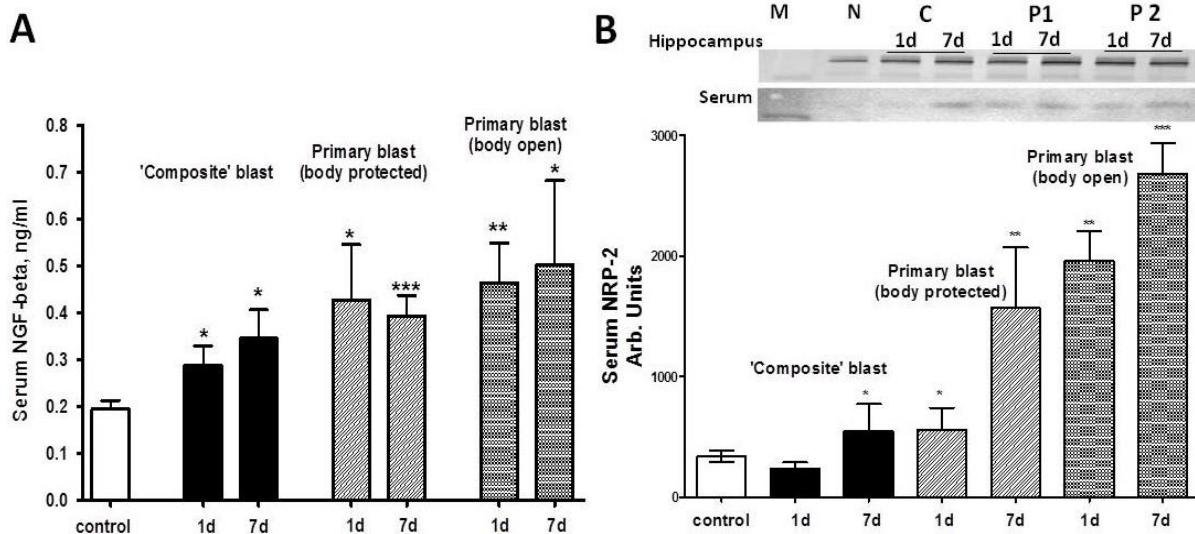 A
Serum NGF-beta, ng/ml
0.8
0.7
0.6
0.5
0.4
0.3
0.2
0.1
0.0
'Composite' blast
Primary blast
(body protected)
Primary blast
(body open)
*
*
*
***
**
*
control 1d 7d 1d 7d 1d 7d
B
M N C P1 P 2
1d 7d 1d 7d 1d 7d
Hippocampus
Serum
Serum NRP-2
Arb. Units
3000
2000
1000
0
'Composite' blast
Primary blast
(body protected)
Primary blast
(body open)
*
*
**
**
***
control 1d 7d 1d 7d 1d 7d